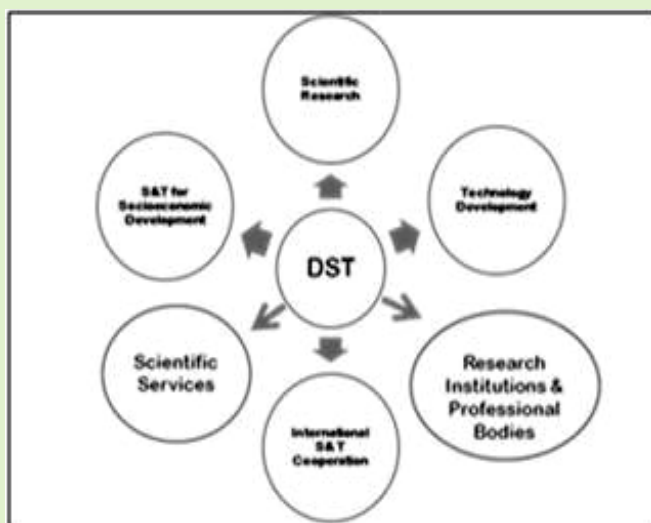 Scientific
Research
S&T for
Socioeconomic
Development
Technology
Development
DST
Scientific
Services
Research
Institutions &
Professional
Bodies
International
S&T
Cooperation